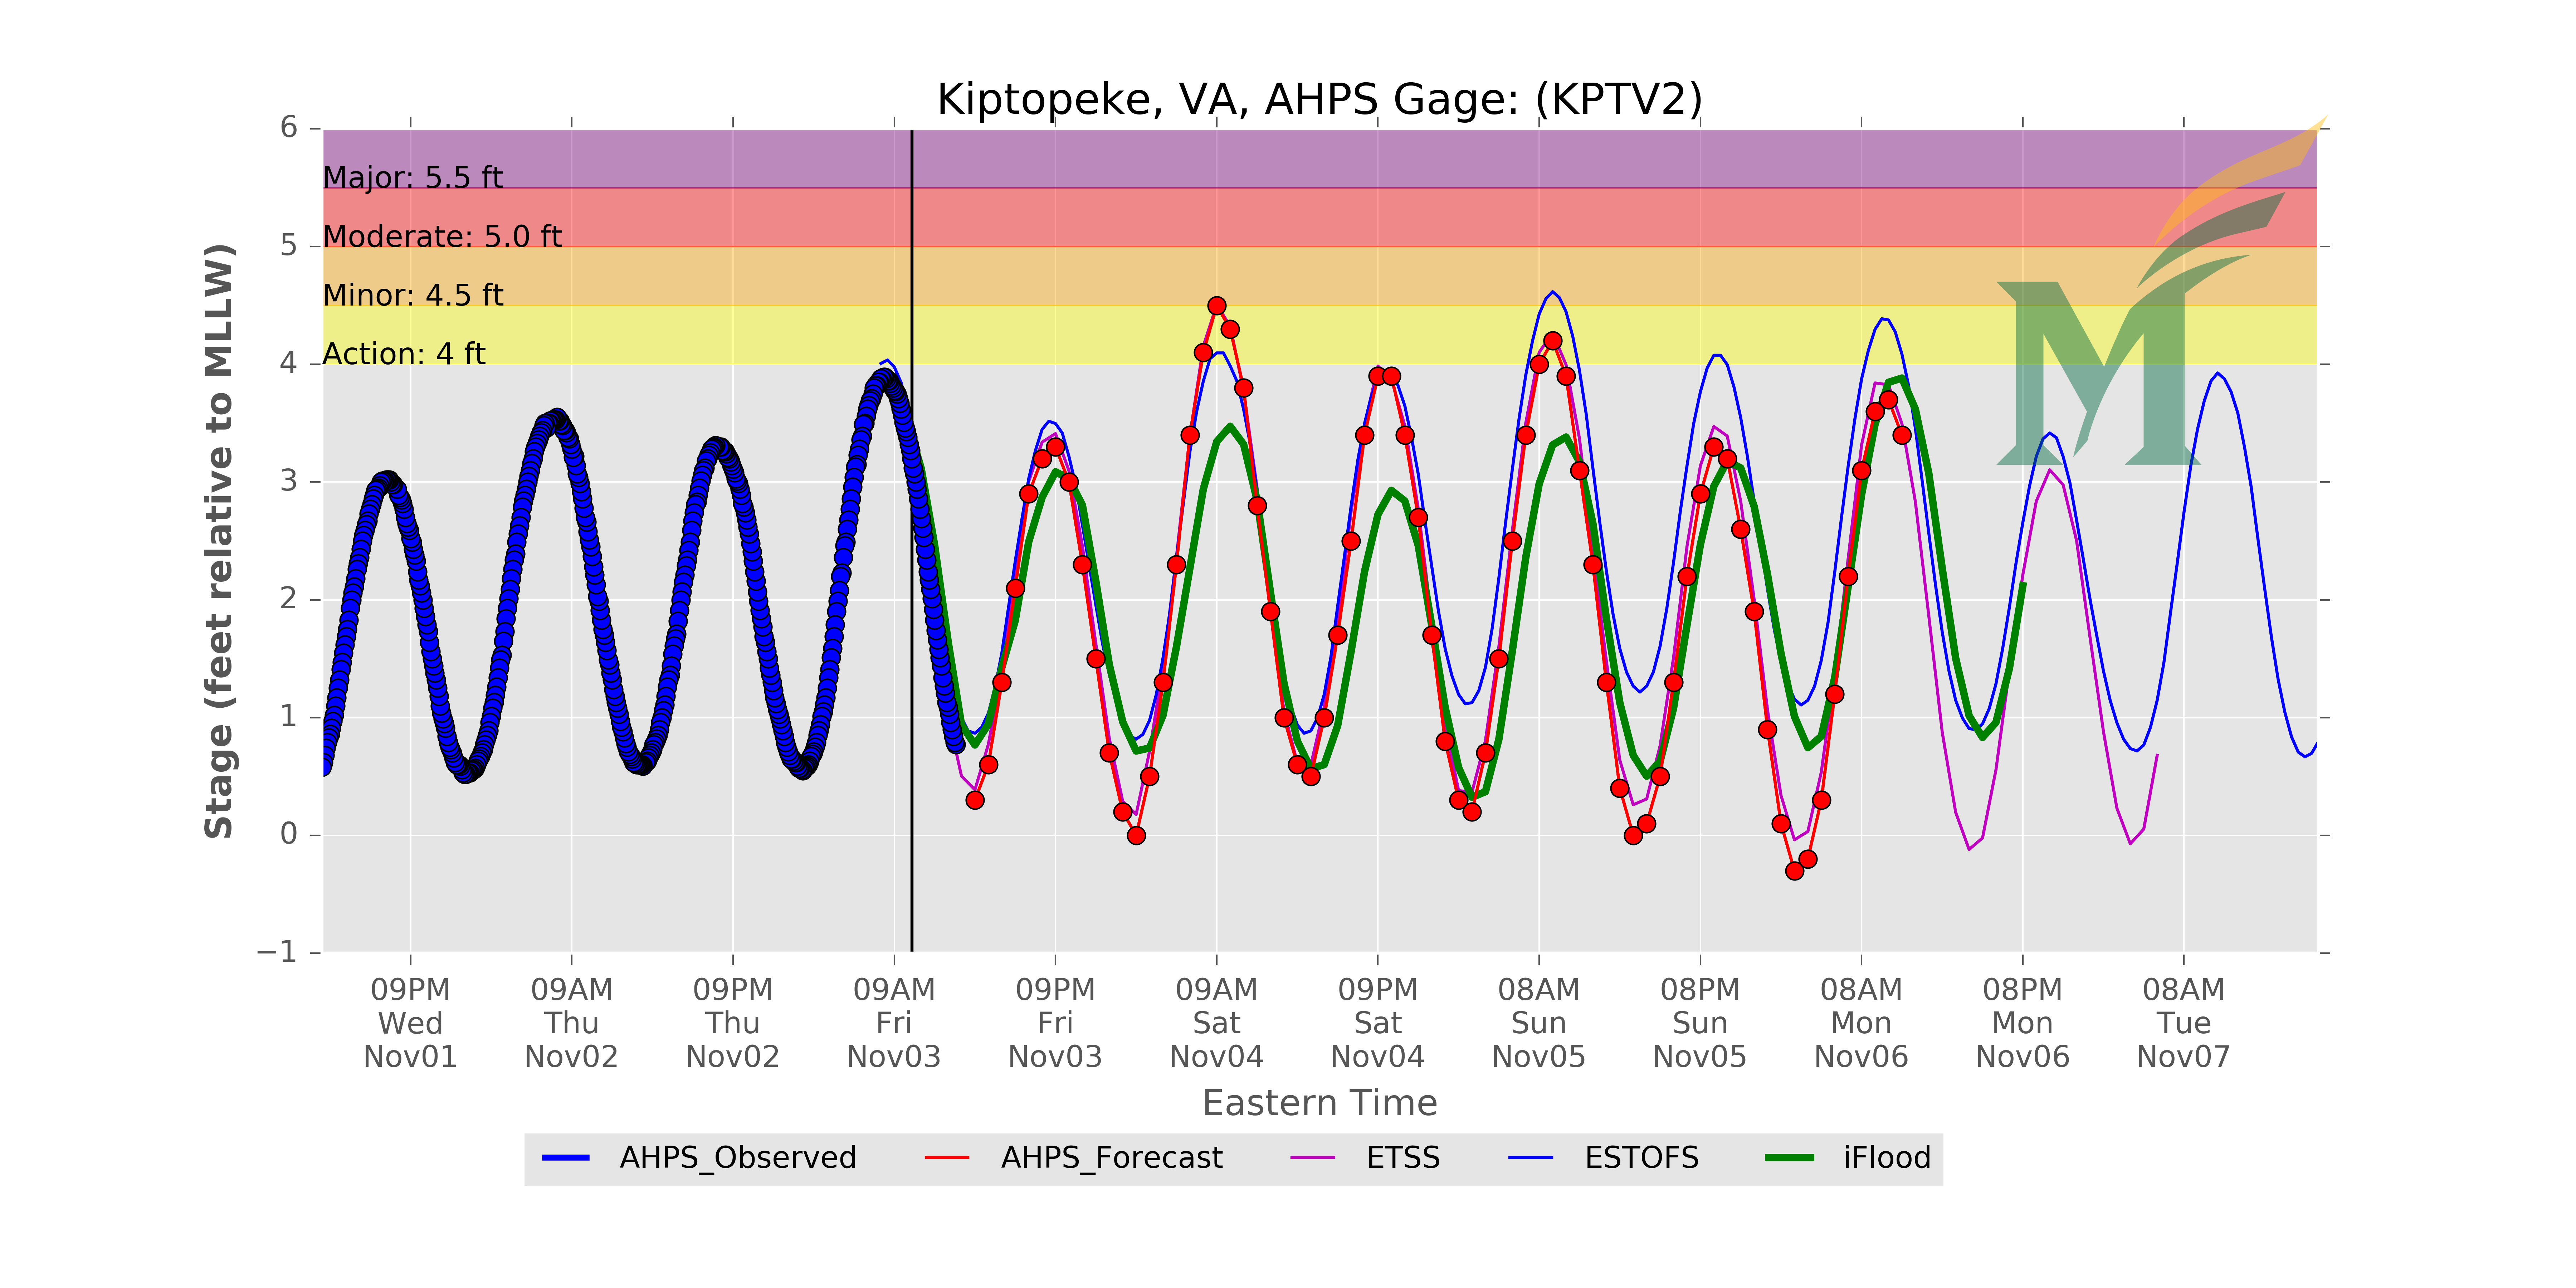 Kiptopeke, VA, AHPS Gage: (KPTV2)
6
5
4
3
2
1
0
−1
Stage (feet relative to MLLW)
Major: 5.5 ft
Moderate: 5.0 ft
Minor: 4.5 ft
Action: 4 ft
M
09PM 09AM 09PM 09AM 09PM 09AM 09PM 08AM 08PM 08AM 08PM 08AM
Wed Thu Thu Fri Fri Sat Sat Sun Sun Mon Mon Tue
Nov01 Nov02 Nov02 Nov03 Nov03 Nov04 Nov04 Nov05 Nov05 Nov06 Nov06 Nov07
Eastern Time
AHPS_Observed AHPS_Forecast ETSS ESTOFS iFlood